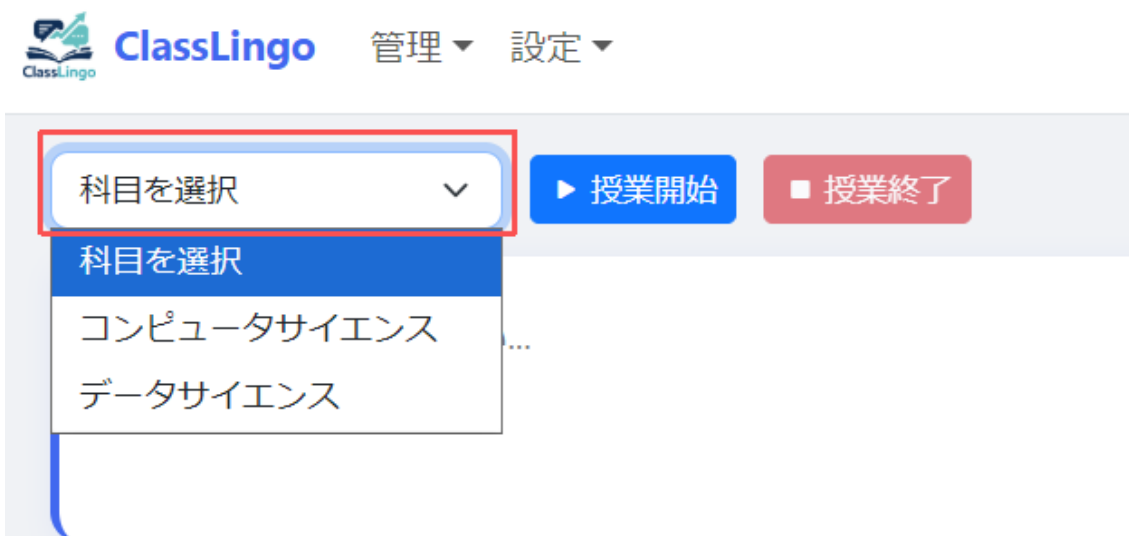 ClassLingo
ClassLingo 管理 設定
科目を選択 授業開始 授業終了
科目を選択
コンピュータサイエンス
データサイエンス
...